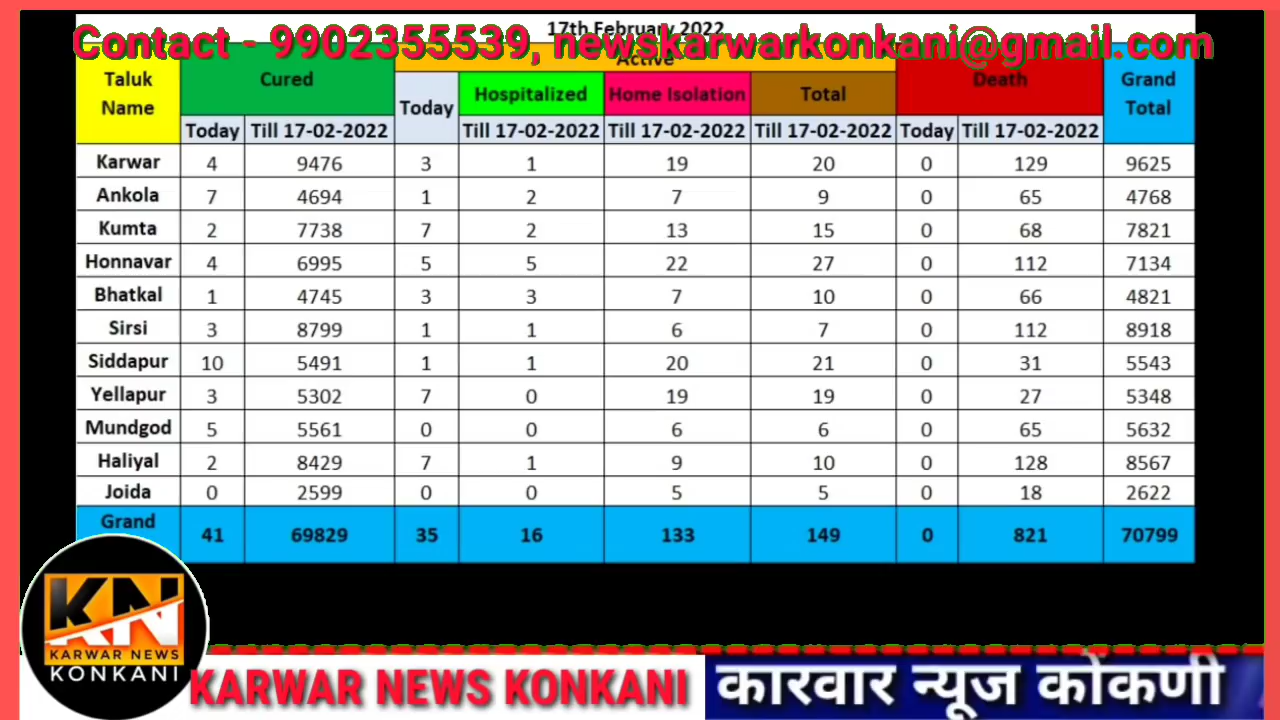 17th February 2022
Contact - 9902355539, newskarwarkonkani@gmail.com
Taluk Name Cured Active Death Grand Total
Today Hospitalized Home Isolation Total
Today Till 17-02-2022 Till 17-02-2022 Till 17-02-2022 Till 17-02-2022 Today Till 17-02-2022
Karwar 4 9476 3 1 19 20 0 129 9625
Ankola 7 4694 1 2 7 9 0 65 4768
Kumta 2 7738 7 2 13 15 0 68 7821
Honnavar 4 6995 5 5 22 27 0 112 7134
Bhatkal 1 4745 3 3 7 10 0 66 4821
Sirsi 3 8799 1 1 6 7 0 112 8918
Siddapur 10 5491 1 1 20 21 0 31 5543
Yellapur 3 5302 7 0 19 19 0 27 5348
Mundgod 5 5561 0 0 6 6 0 65 5632
Haliyal 2 8429 7 1 9 10 0 128 8567
Joida 0 2599 0 0 5 5 0 18 2622
Grand 41 69829 35 16 133 149 0 821 70799
KN
KARWAR NEWS
KONKANI
KARWAR NEWS KONKANI कारवार न्यूज कोंकणी